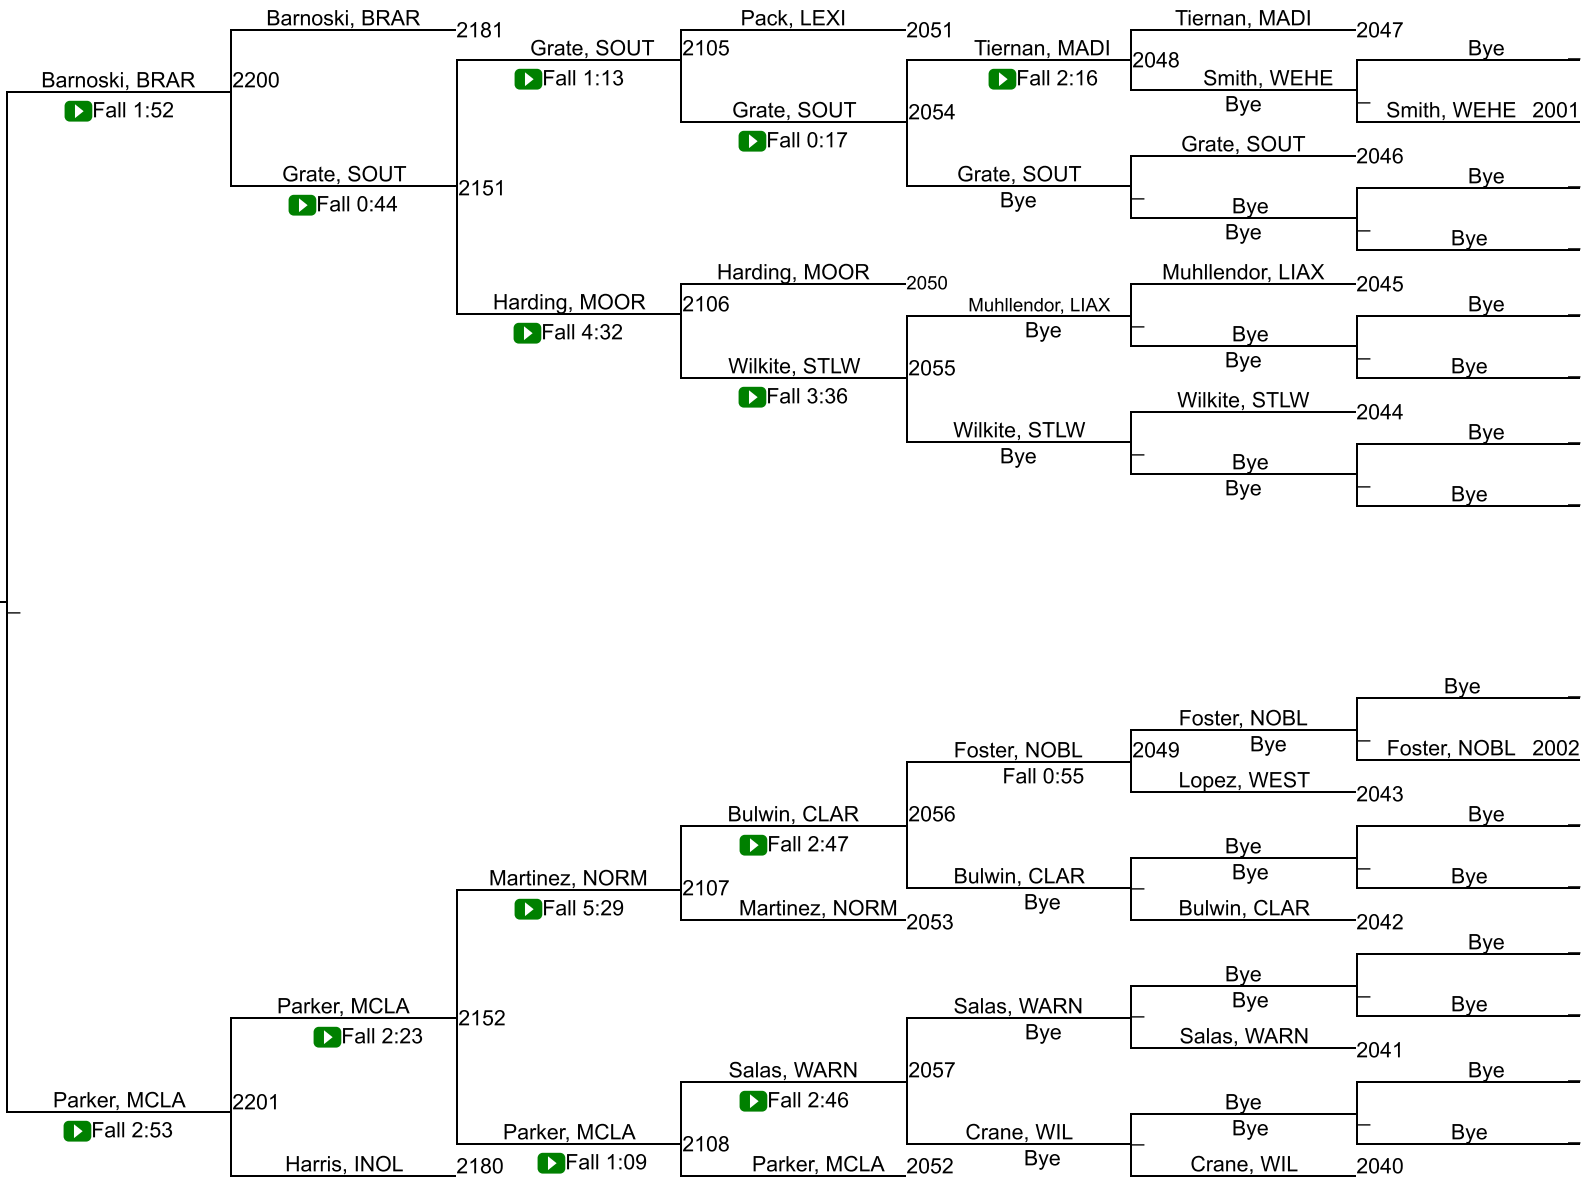 Barnoski, BRAR
2181
Pack, LEXI
2051
Tiernan, MADI
2047
Grate, SOUT
2105
Tiernan, MADI
Bye
Fall 1:13
Fall 2:16
2048
Barnoski, BRAR
2200
Smith, WEHE
Bye
Fall 1:52
Grate, SOUT
2054
Smith, WEHE 2001
Fall 0:17
Grate, SOUT
2046
Grate, SOUT
2151
Grate, SOUT
Bye
Fall 0:44
Bye
Bye
Bye
Bye
Harding, MOOR
2050
Muhllendor, LIAX
2045
Harding, MOOR
2106
Muhllendor, LIAX
Bye
Fall 4:32
Bye
Bye
Bye
Wilkite, STLW
2055
Bye
Fall 3:36
Wilkite, STLW
2044
Wilkite, STLW
Bye
Bye
Bye
Bye
Bye
Bye
Foster, NOBL
Bye
Foster, NOBL
2049
Foster, NOBL 2002
Fall 0:55
Lopez, WEST
2043
Bulwin, CLAR
2056
Bye
Fall 2:47
Bye
Bye
Martinez, NORM
2107
Bulwin, CLAR
Bye
Fall 5:29
Bye
Martinez, NORM
2053
Bulwin, CLAR
2042
Bye
Bye
Bye
Parker, MCLA
2152
Salas, WARN
Bye
Fall 2:23
Bye
Salas, WARN
2041
Salas, WARN
2057
Bye
Fall 2:46
Parker, MCLA
2201
Bye
Bye
Fall 2:53
Parker, MCLA
2108
Crane, WIL
Bye
Fall 1:09
Bye
Harris, INOL
2180
Parker, MCLA
2052
Crane, WIL
2040